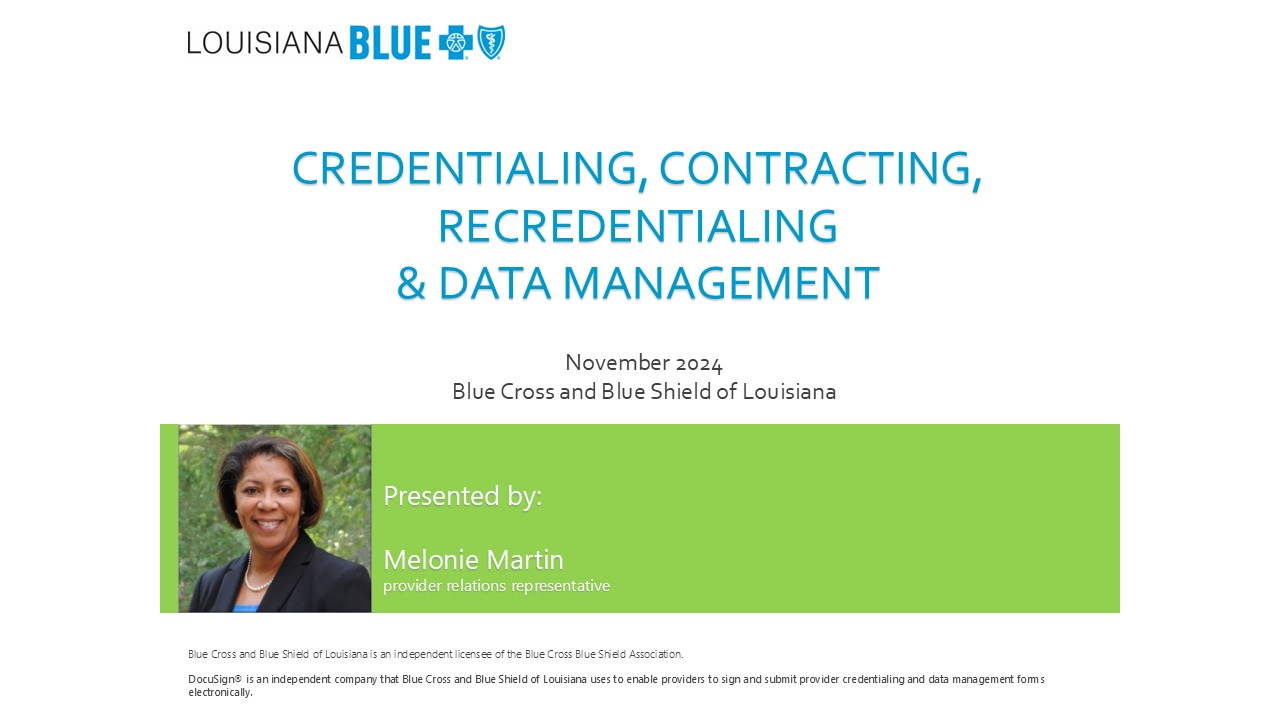 LOUISIANA BLUE
CREDENTIALING, CONTRACTING,
RECREDENTIALING
& DATA MANAGEMENT
November 2024
Blue Cross and Blue Shield of Louisiana
Presented by:
Melonie Martin
provider relations representative
Blue Cross and Blue Shield of Louisiana is an independent licensee of the Blue Cross Blue Shield Association.
DocuSign® is an independent company that Blue Cross and Blue Shield of Louisiana uses to enable providers to sign and submit provider credentialing and data management forms
electronically.